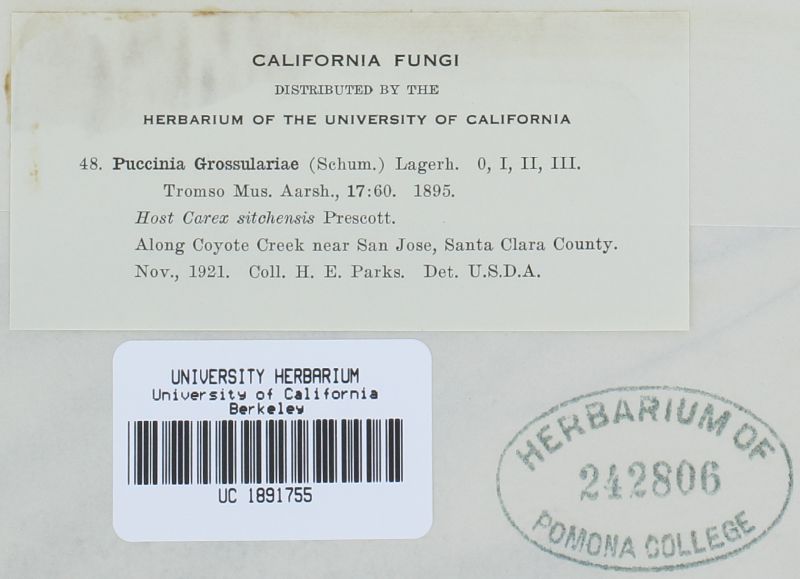 CALIFORNIA FUNGI
DISTRIBUTED BY THE
HERBARIUM OF THE UNIVERSITY OF CALIFORNIA
48. Puccinia Grossulariae (Schum.) Lagerh. 0, I, II, III.
Tromso Mus. Aarsh., 17:60. 1895.
Host Carex sitchensis Prescott.
Along Coyote Creek near San Jose, Santa Clara County.
Nov., 1921. Coll. H. E. Parks. Det. U.S.D.A.
UNIVERSITY HERBARIUM
University of California
Berkeley
UC 1891755
HERBARIUM OF
242806
POMONA COLLEGE